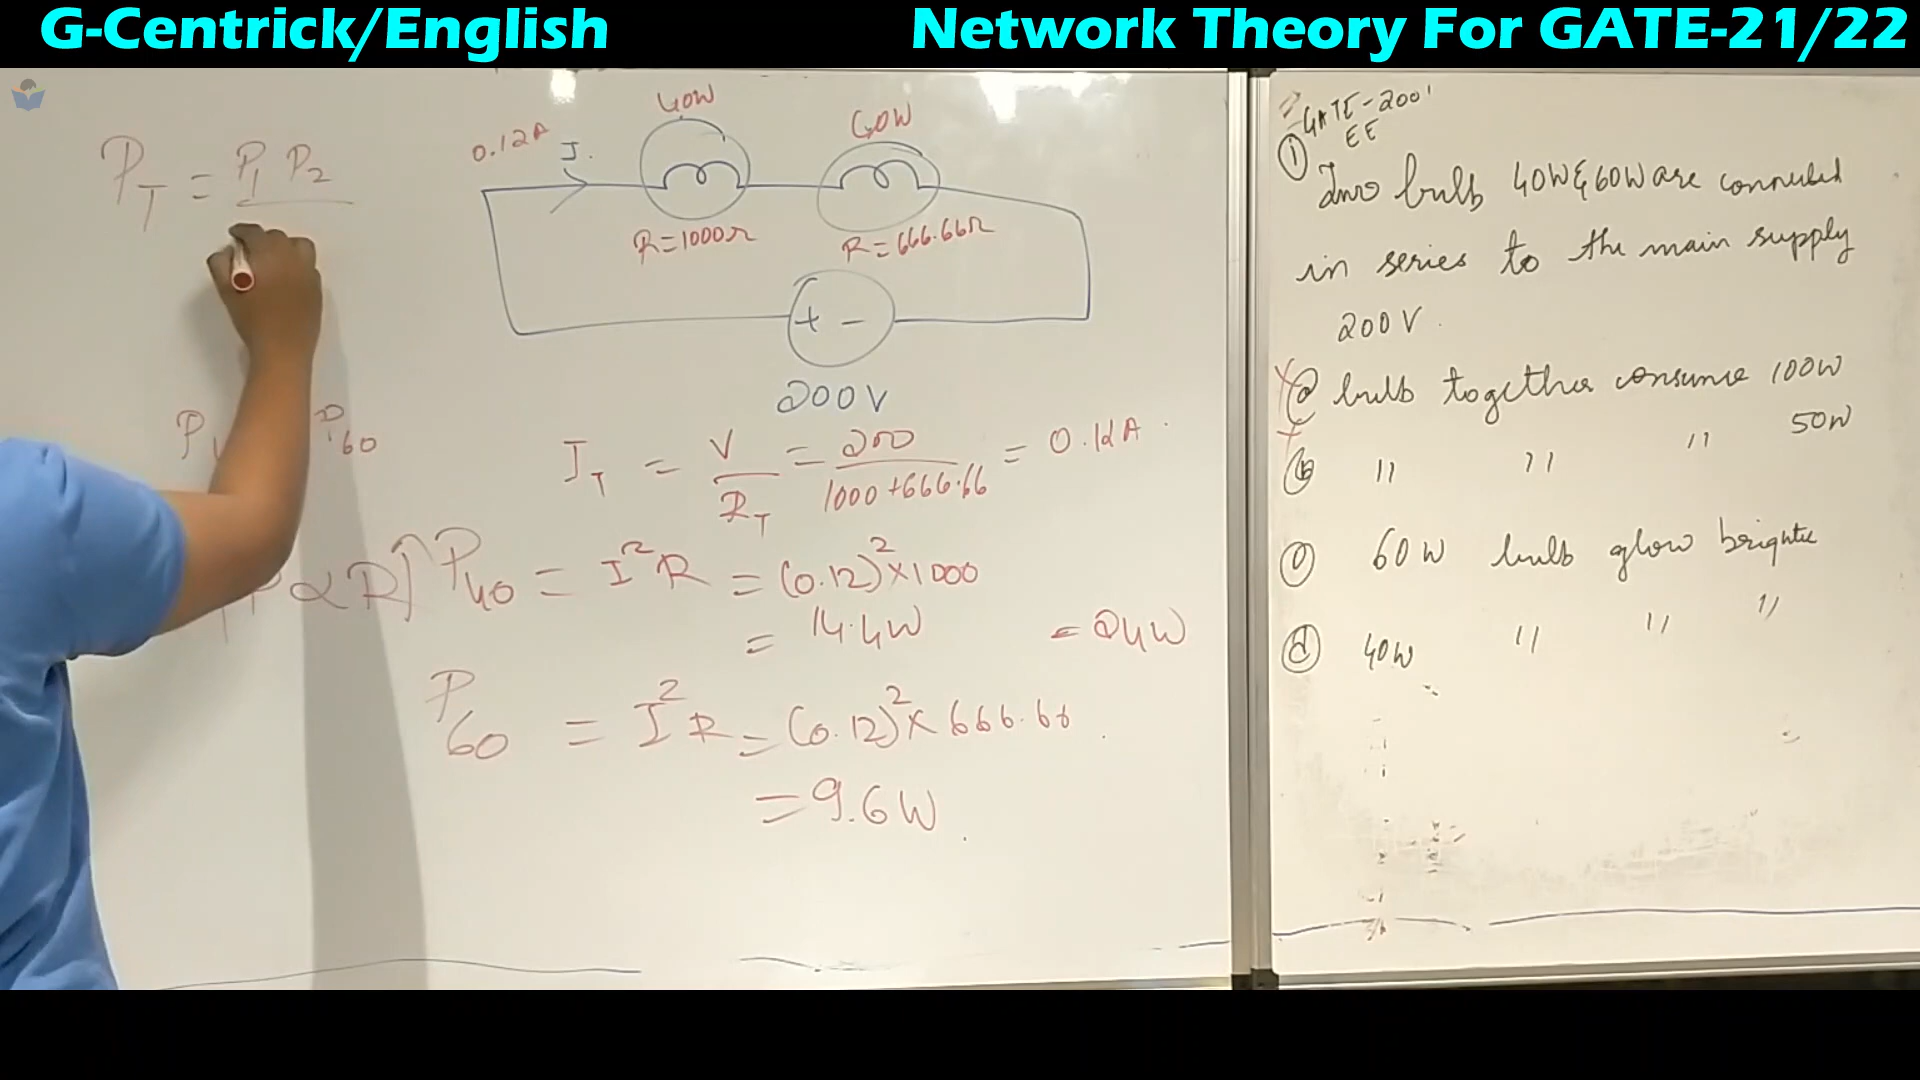 G-Centrick/English
Network Theory For GATE-21/22
P_T = P_1 P_2
40W
60W
0.12A
I.
R=1000Ω
R=666.66Ω
+ -
200V
P_60
I_T = V/R_T = 200/(1000+666.66) = 0.12A
P ∝ R↑
P_40 = I²R = (0.12)²×1000
= 14.4W = 24W
P_60 = I²R = (0.12)²×666.66
= 9.6W
GATE-2001
EE
① Two bulb 40W & 60W are connected
in series to the main supply
200V.
ⓐ bulb together consume 100W
ⓑ " " " 50W
ⓒ 60W bulb glow brighter
ⓓ 40W " " "